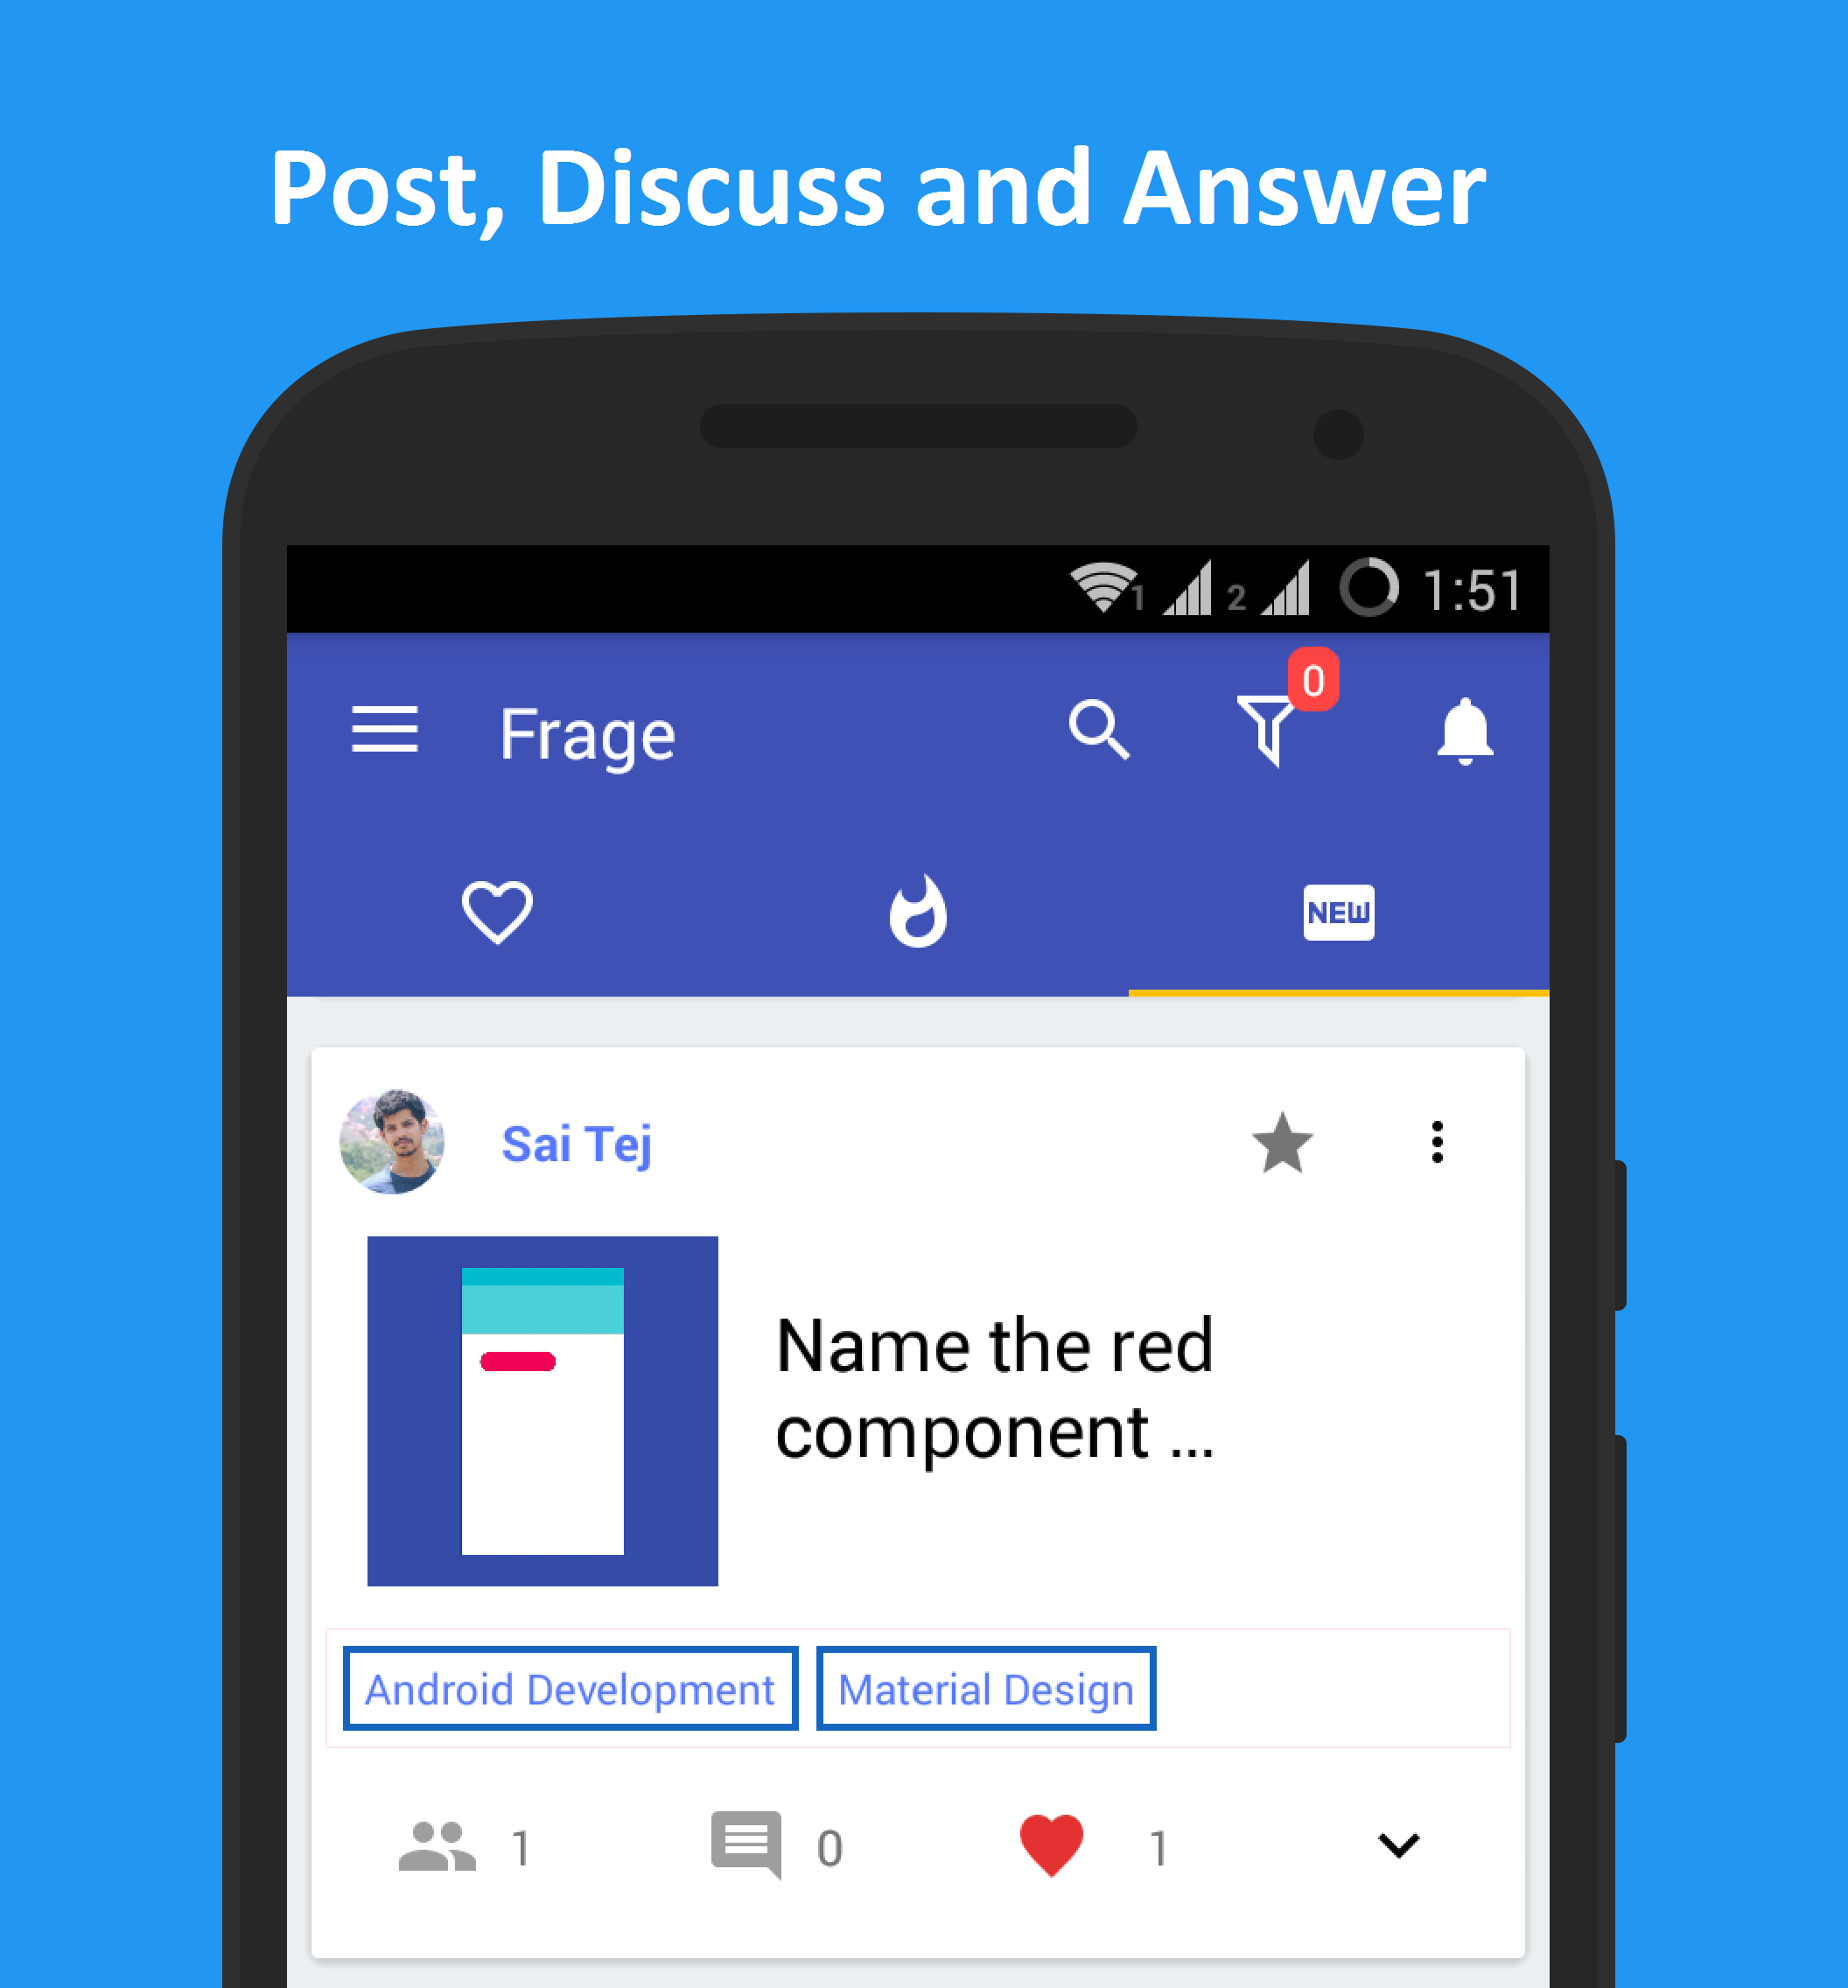 Post, Discuss and Answer
1 2 1:51
Frage 0
NEW
Sai Tej
Name the red
component ...
Android Development Material Design
1 0 1